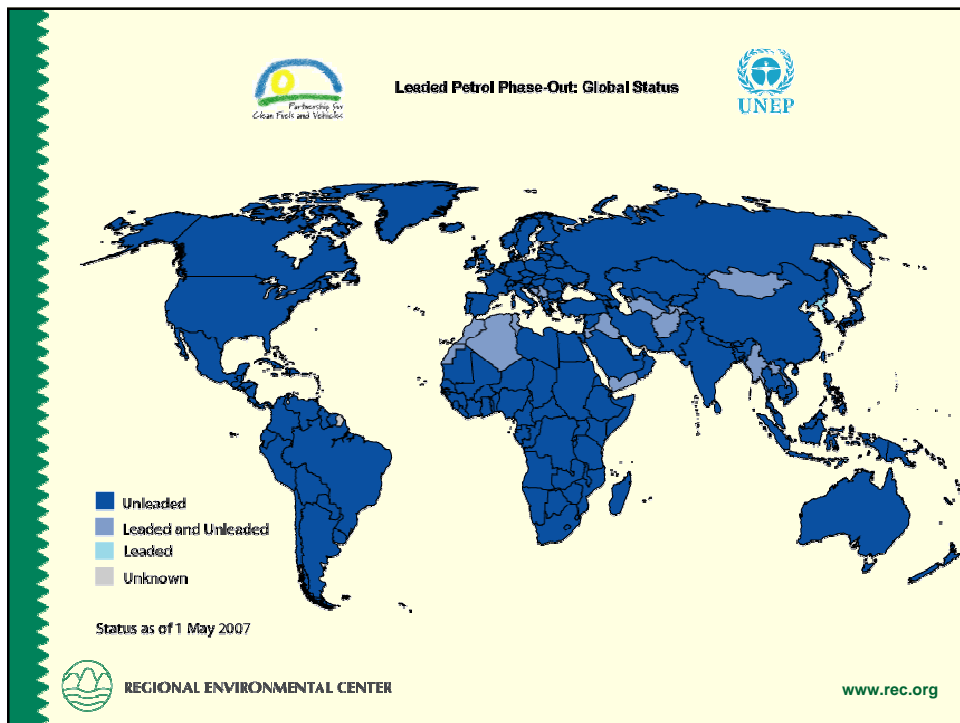 Partnership for
Clean Fuels and Vehicles
Leaded Petrol Phase-Out: Global Status
UNEP
Unleaded
Leaded and Unleaded
Leaded
Unknown
Status as of 1 May 2007
REGIONAL ENVIRONMENTAL CENTER
www.rec.org